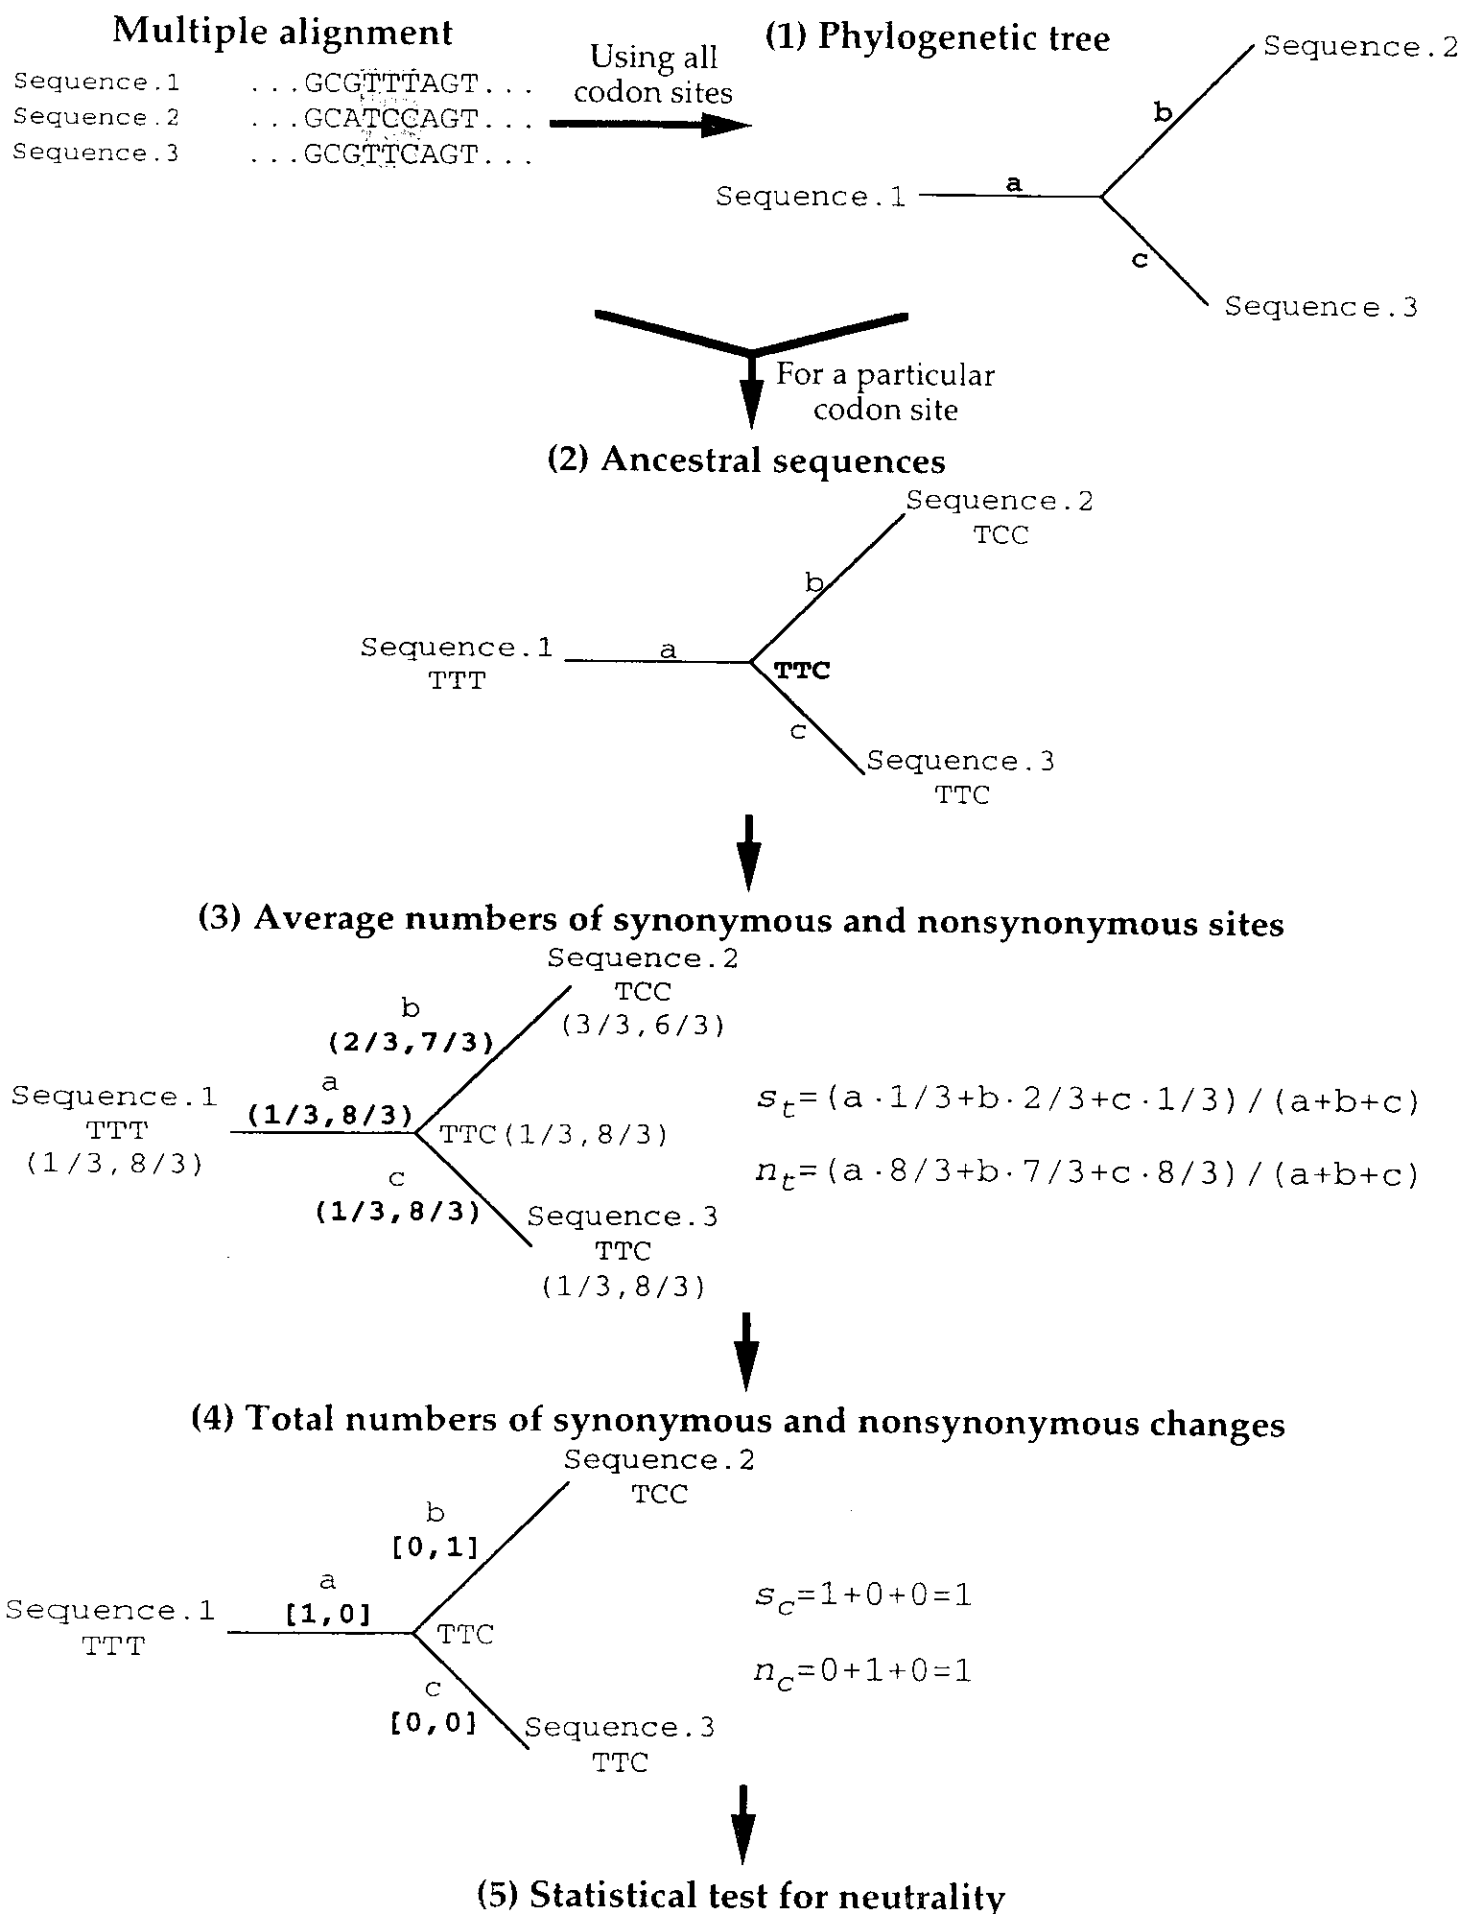 Multiple alignment
Sequence.1 ...GCGTTTAGT...
Sequence.2 ...GCATCCAGT...
Sequence.3 ...GCGTTCAGT...
Using all
codon sites
(1) Phylogenetic tree
Sequence.2
b
Sequence.1
a
c
Sequence.3
For a particular
codon site
(2) Ancestral sequences
Sequence.2
TCC
b
Sequence.1
TTT
a
TTC
c
Sequence.3
TTC
(3) Average numbers of synonymous and nonsynonymous sites
Sequence.2
TCC
(3/3,6/3)
b
(2/3,7/3)
a
(1/3,8/3)
Sequence.1
TTT
(1/3,8/3)
TTC(1/3,8/3)
c
(1/3,8/3)
Sequence.3
TTC
(1/3,8/3)
s_t=(a·1/3+b·2/3+c·1/3)/(a+b+c)
n_t=(a·8/3+b·7/3+c·8/3)/(a+b+c)
(4) Total numbers of synonymous and nonsynonymous changes
Sequence.2
TCC
b
[0,1]
a
[1,0]
Sequence.1
TTT
TTC
c
[0,0]
Sequence.3
TTC
s_c=1+0+0=1
n_c=0+1+0=1
(5) Statistical test for neutrality